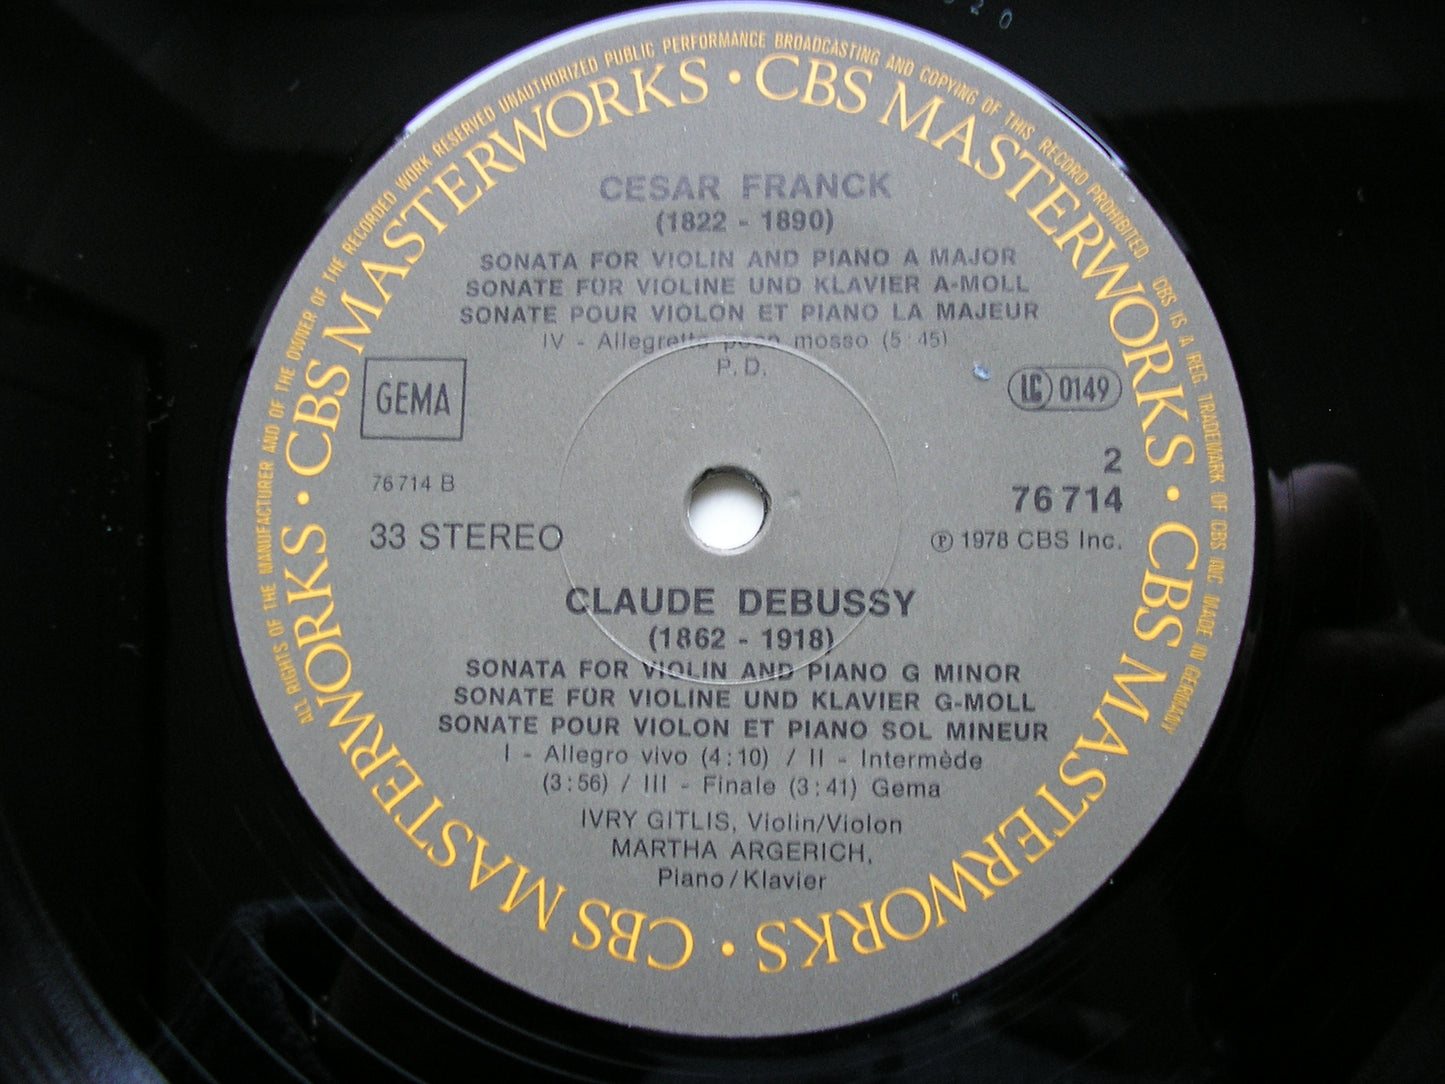 ALL RIGHTS OF THE MANUFACTURER AND OF THE OWNER OF THE RECORDED WORK RESERVED UNAUTHORIZED PUBLIC PERFORMANCE BROADCASTING AND COPYING OF THIS RECORD PROHIBITED. CBS IS A REG. TRADEMARK OF CBS INC. MADE IN GERMANY
CBS MASTERWORKS • CBS MASTERWORKS • CBS MASTERWORKS • CBS MASTERWORKS •
CESAR FRANCK
(1822 - 1890)
SONATA FOR VIOLIN AND PIANO A MAJOR
SONATE FÜR VIOLINE UND KLAVIER A-MOLL
SONATE POUR VIOLON ET PIANO LA MAJEUR
IV - Allegretto poco mosso (5:45)
P.D.
GEMA
LC 0149
76 714 B
2
76 714
33 STEREO
℗ 1978 CBS Inc.
CLAUDE DEBUSSY
(1862 - 1918)
SONATA FOR VIOLIN AND PIANO G MINOR
SONATE FÜR VIOLINE UND KLAVIER G-MOLL
SONATE POUR VIOLON ET PIANO SOL MINEUR
I - Allegro vivo (4:10) / II - Intermède
(3:56) / III - Finale (3:41) Gema
IVRY GITLIS, Violin/Violon
MARTHA ARGERICH,
Piano/Klavier